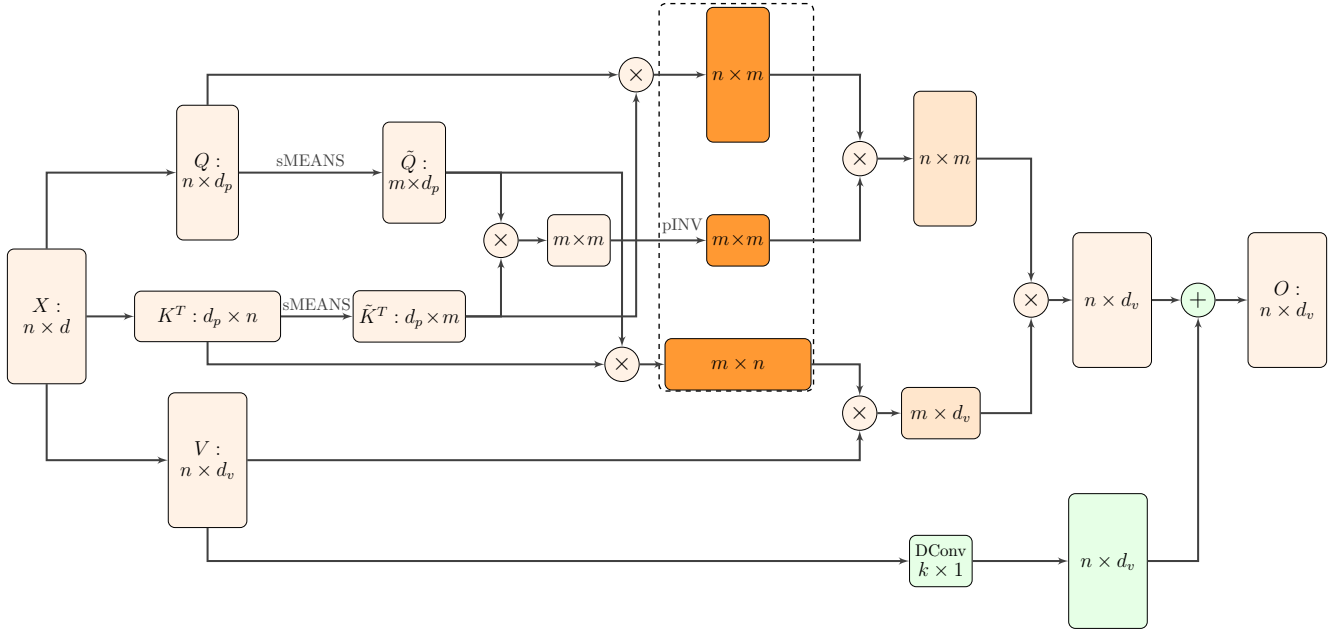 n × m
×
Q :
n × d_p
sMEANS
Q̃ :
m×d_p
×
n × m
×
m×m
pINV
m×m
X :
n × d
K^T : d_p × n
sMEANS
K̃^T : d_p × m
×
n × d_v
+
O :
n × d_v
×
m × n
×
m × d_v
V :
n × d_v
DConv
k × 1
n × d_v